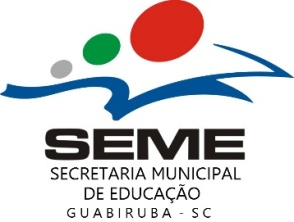 SEME
SECRETARIA MUNICIPAL
DE EDUCAÇÃO
GUABIRUBA - SC